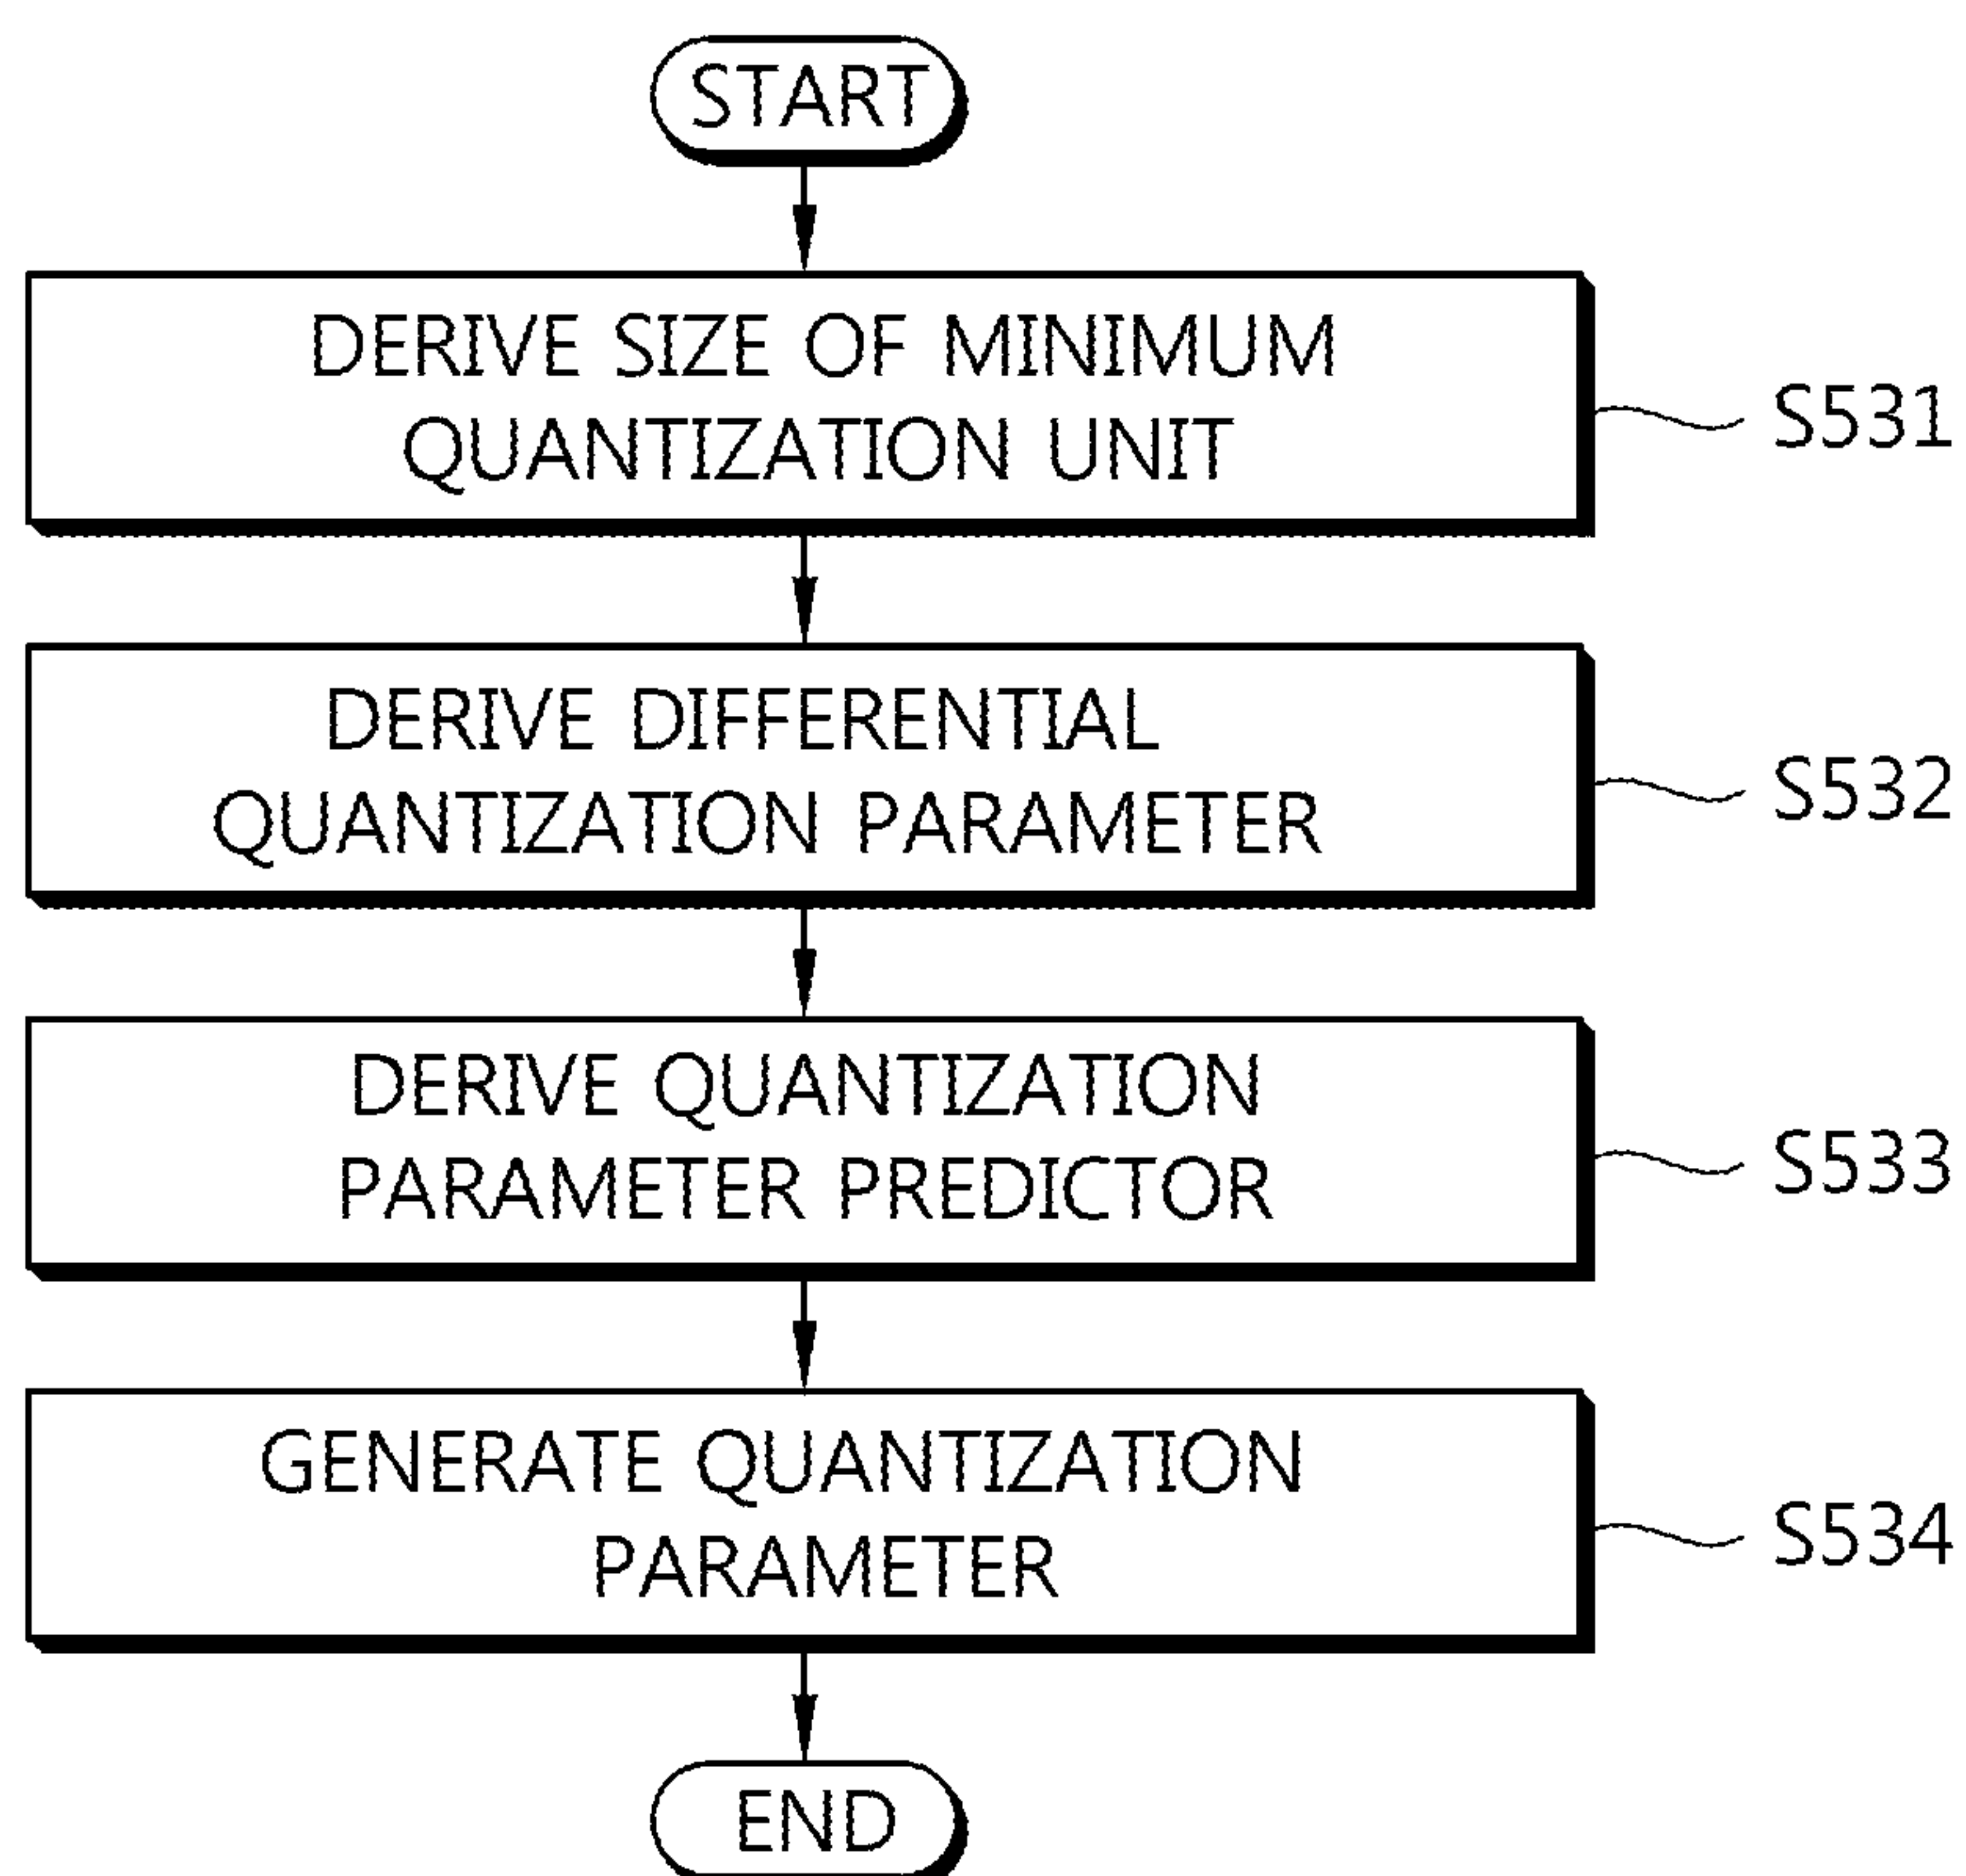 START
DERIVE SIZE OF MINIMUM
QUANTIZATION UNIT
S531
DERIVE DIFFERENTIAL
QUANTIZATION PARAMETER
S532
DERIVE QUANTIZATION
PARAMETER PREDICTOR
S533
GENERATE QUANTIZATION
PARAMETER
S534
END